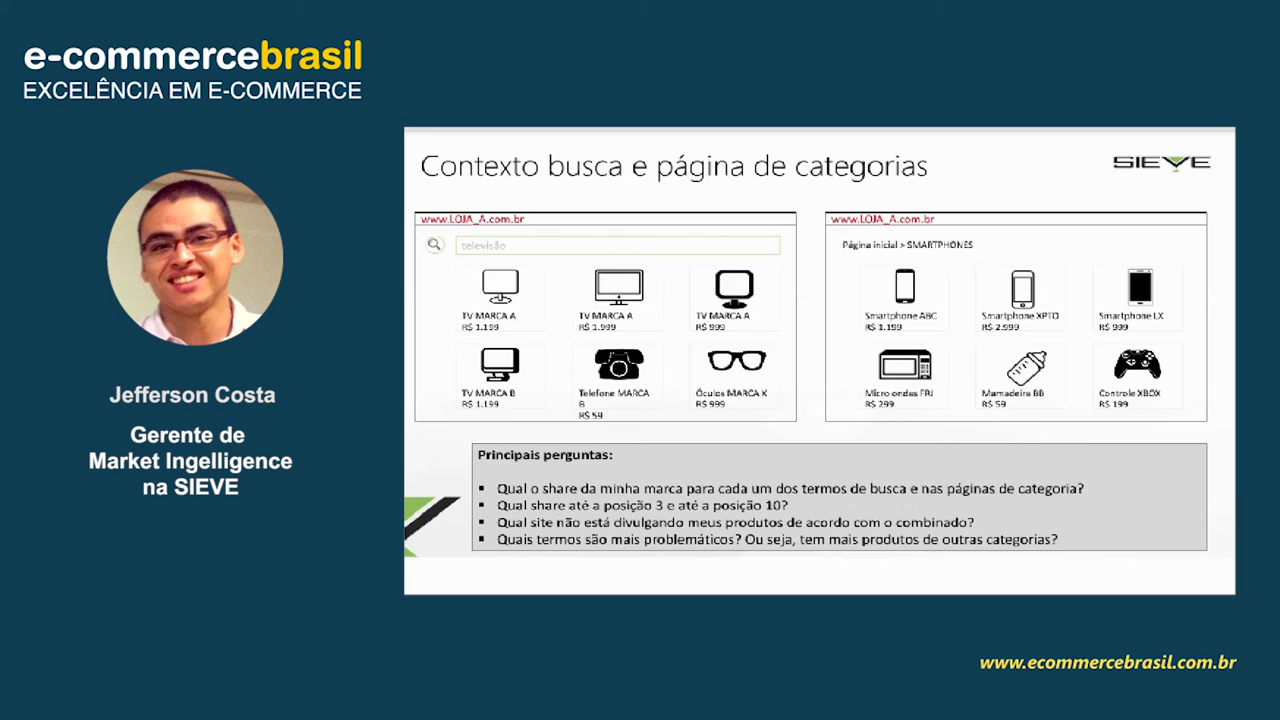 e-commercebrasil
EXCELÊNCIA EM E-COMMERCE
Jefferson Costa
Gerente de
Market Ingelligence
na SIEVE
Contexto busca e página de categorias
SIEVE
www.LOJA_A.com.br
televisão
TV MARCA A
R$ 1.199
TV MARCA A
R$ 1.999
TV MARCA A
R$ 999
TV MARCA B
R$ 1.199
Telefone MARCA
B
R$ 59
Óculos MARCA X
R$ 999
www.LOJA_A.com.br
Página inicial > SMARTPHONES
Smartphone ABC
R$ 1.199
Smartphone XPTO
R$ 2.999
Smartphone LX
R$ 999
Micro ondas FRJ
R$ 299
Mamadeira BB
R$ 59
Controle XBOX
R$ 199
Principais perguntas:
▪ Qual o share da minha marca para cada um dos termos de busca e nas páginas de categoria?
▪ Qual share até a posição 3 e até a posição 10?
▪ Qual site não está divulgando meus produtos de acordo com o combinado?
▪ Quais termos são mais problemáticos? Ou seja, tem mais produtos de outras categorias?
www.ecommercebrasil.com.br